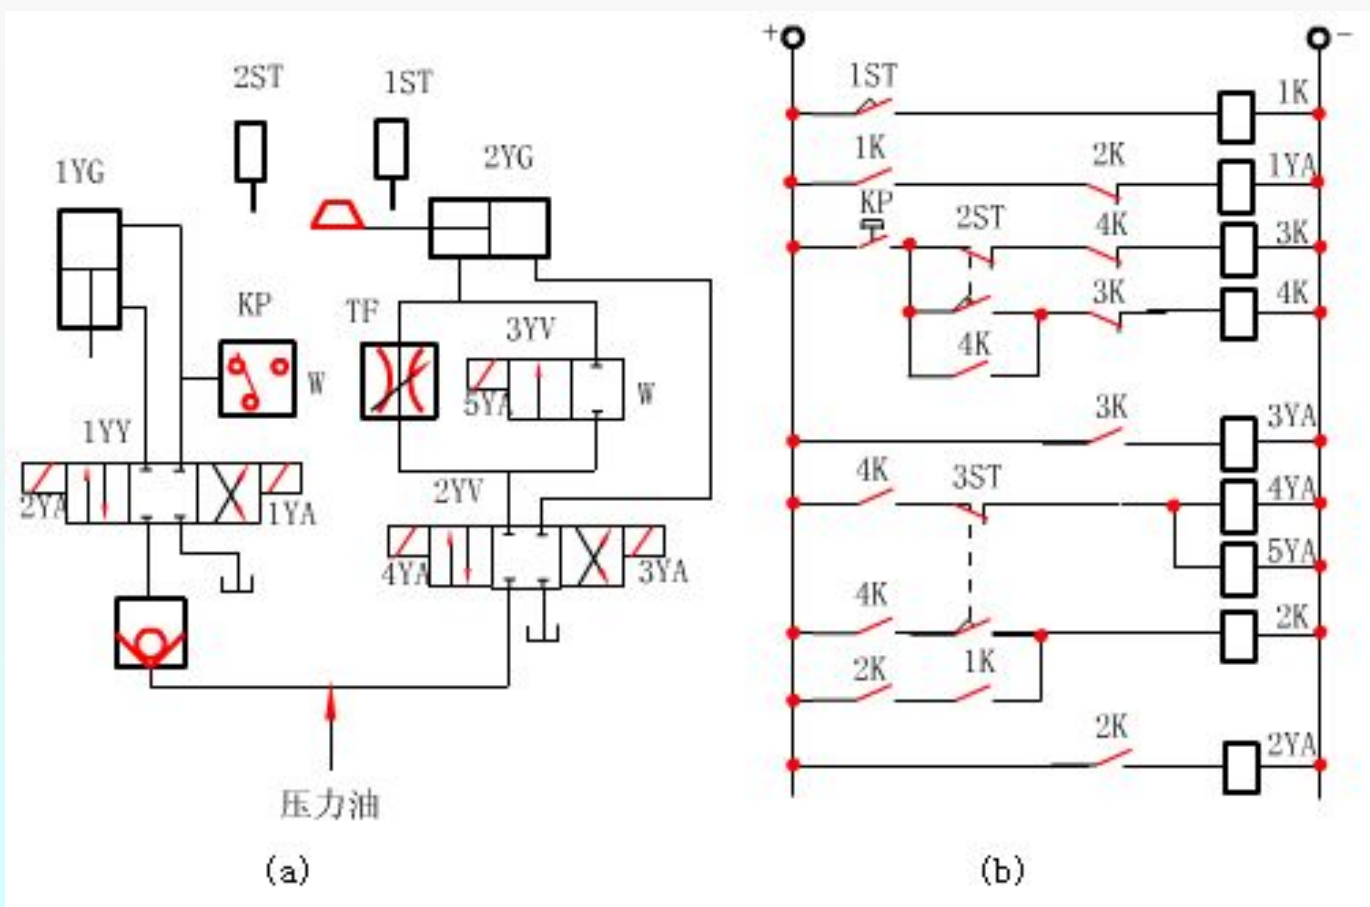 2ST
1ST
1YG
2YG
KP
TF
3YV
W
5YA
W
1YY
2YV
2YA
1YA
4YA
3YA
压力油
(a)
+
-
1ST
1K
1K
2K
1YA
KP
2ST
4K
3K
3K
4K
4K
3K
3YA
4K
3ST
4YA
5YA
4K
2K
2K
1K
2K
2YA
(b)